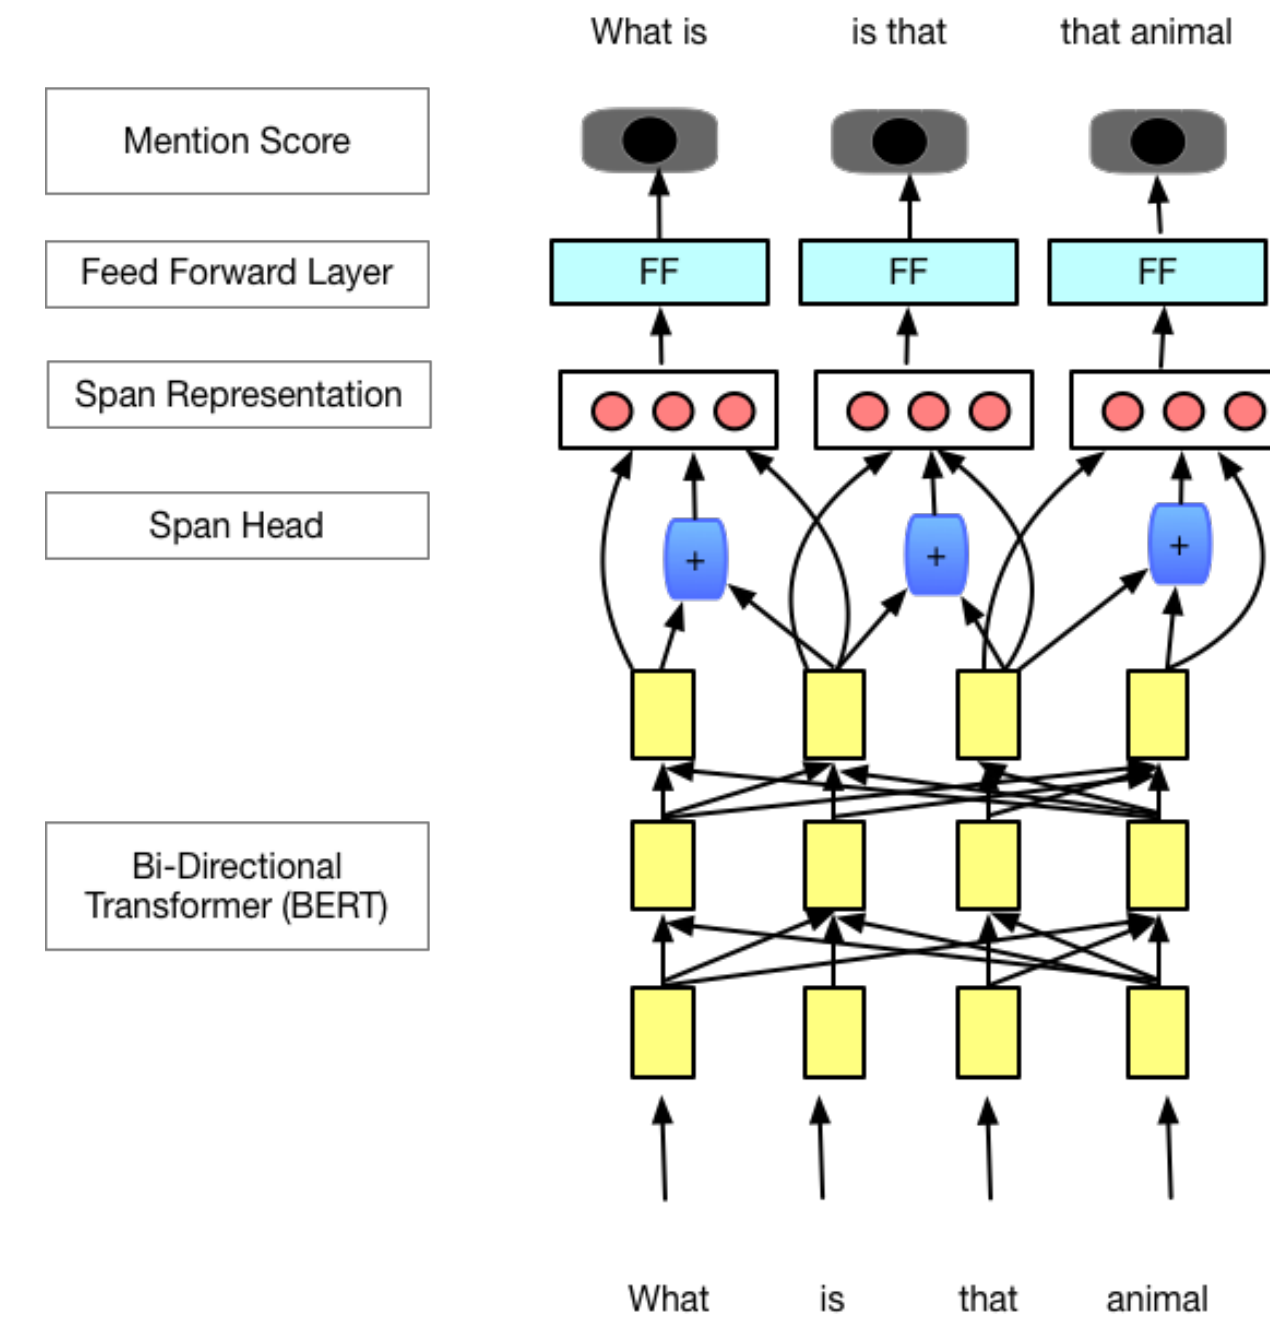 What is is that that animal
Mention Score
Feed Forward Layer
FF FF FF
Span Representation
Span Head
+ + +
Bi-Directional
Transformer (BERT)
What is that animal